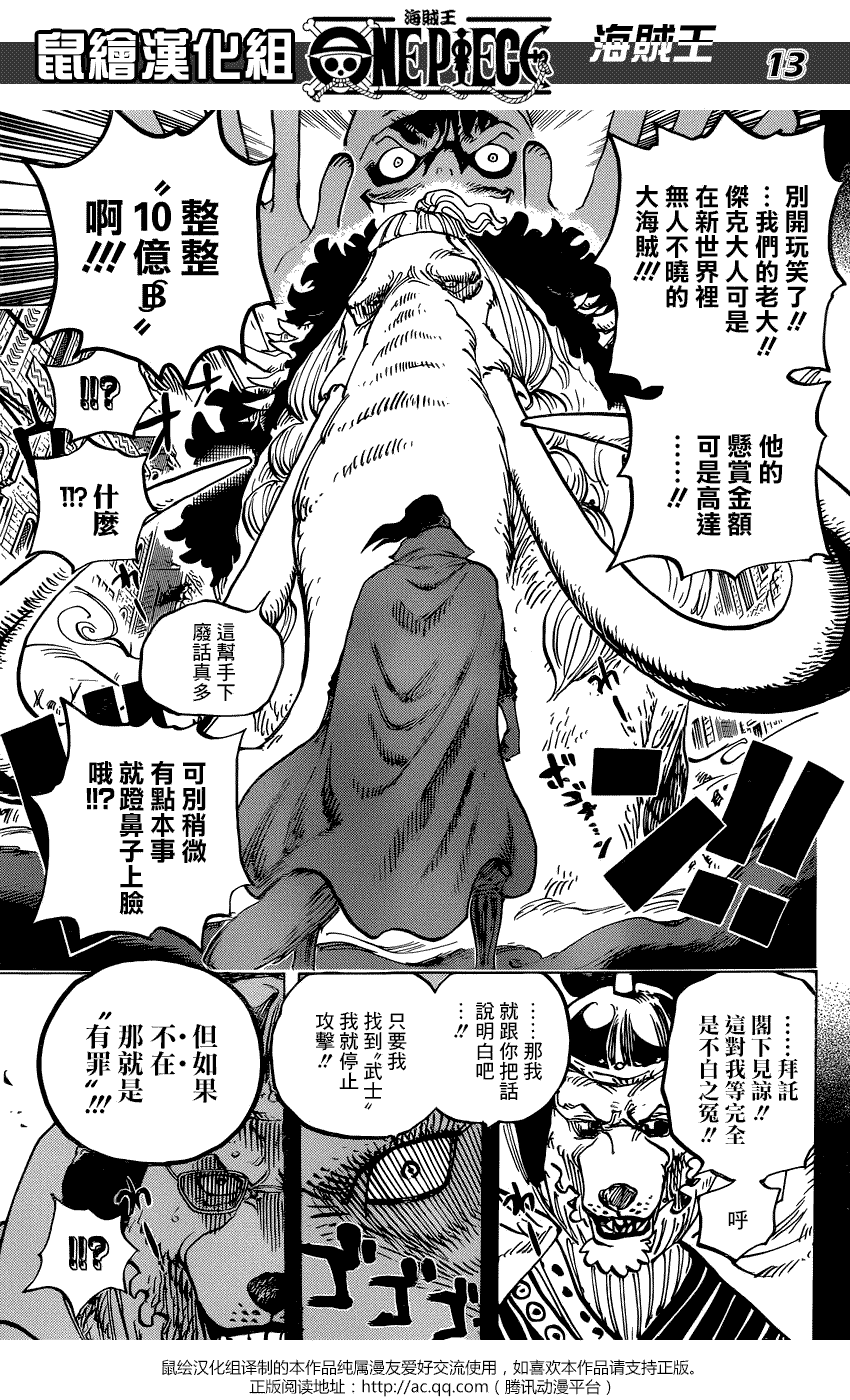 鼠繪漢化組
海賊王
ONE PIECE
海賊王
13
別開玩笑了!!
…我們的老大!!
傑克大人可是
在新世界裡
無人不曉的
大海賊!!!
他的
懸賞金額
可是高達
……!!
整整
〝10億B〟
啊!!!
!!?
什麼
!!?
這幫手下
廢話真多
可別稍微
有點本事
就蹬鼻子上臉
哦!!?
……拜託
閣下見諒!!
這對我等完全
是不白之冤!!
呼
……那我
就跟你把話
說明白吧
…!!
只要我
找到〝武士〟
我就停止
攻擊!!
但如果
不在
那就是
〝有罪〟!!!
!!?
鼠绘汉化组译制的本作品纯属漫友爱好交流使用，如喜欢本作品请支持正版。
正版阅读地址：http://ac.qq.com（腾讯动漫平台）